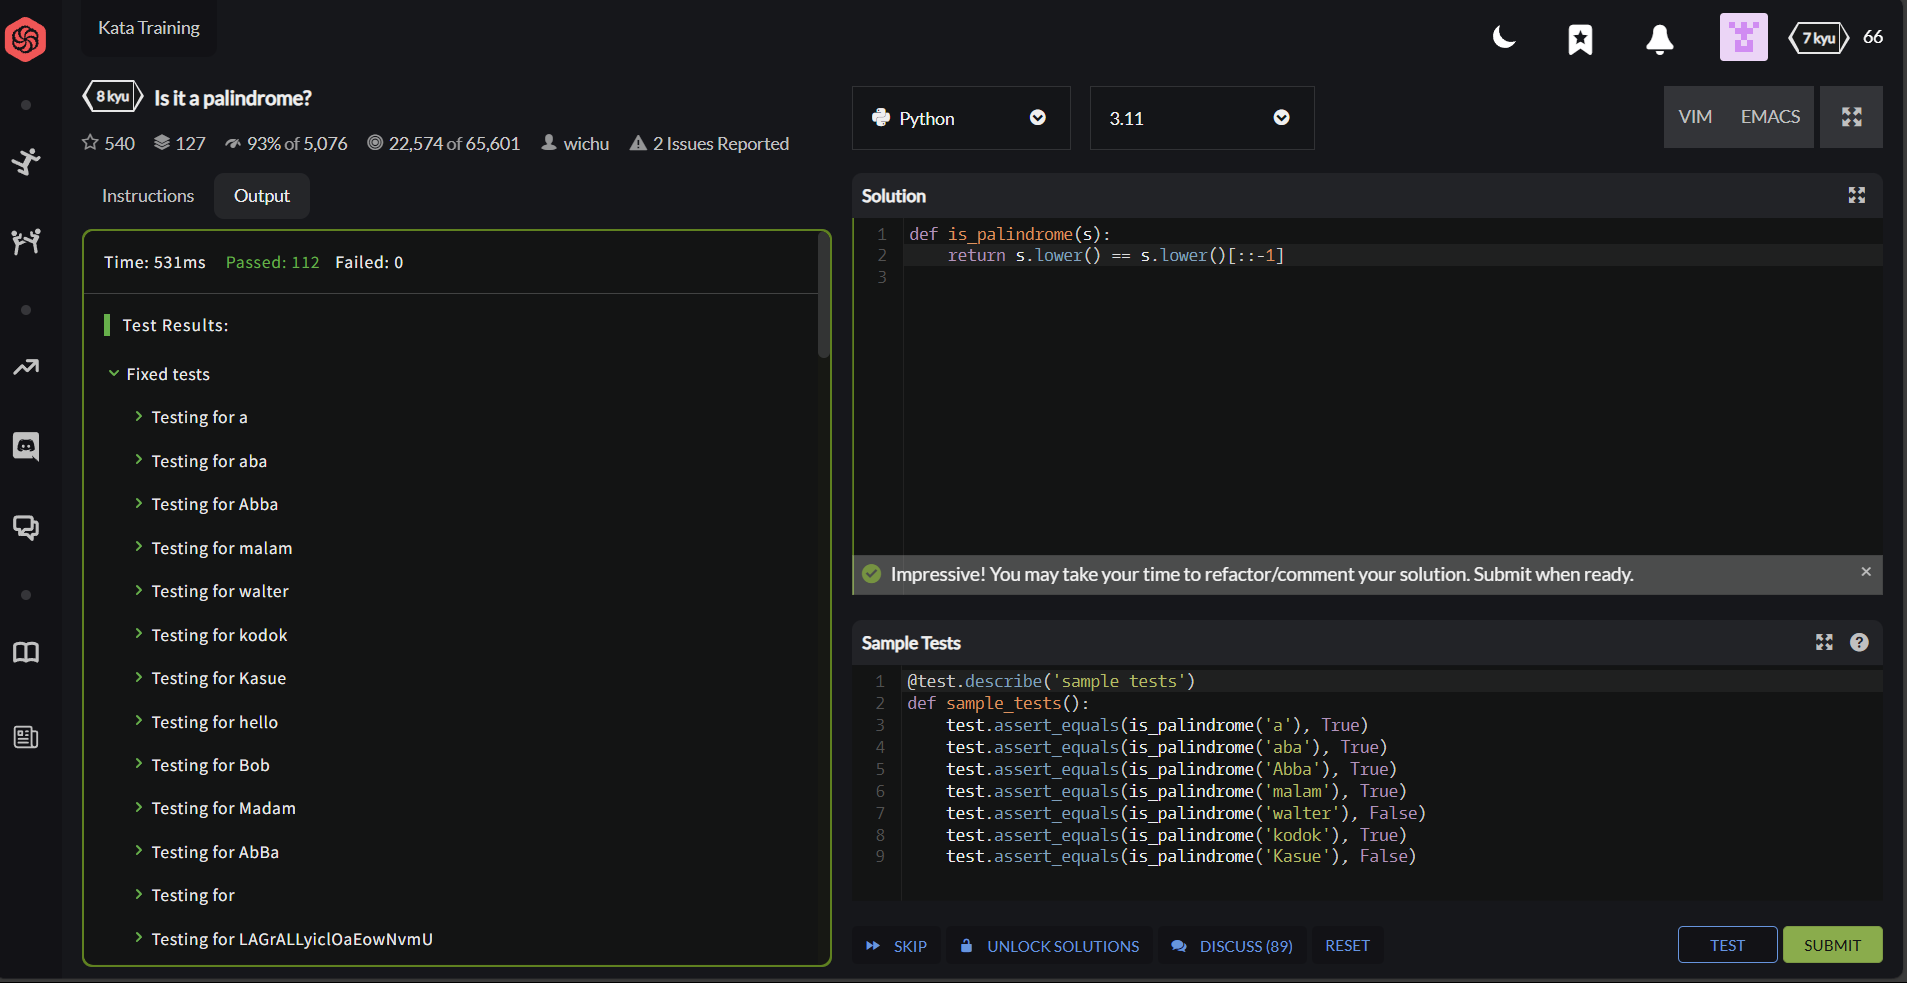 Kata Training
7 kyu 66
8 kyu Is it a palindrome?
540 127 93% of 5,076 22,574 of 65,601 wichu 2 Issues Reported
Instructions Output
Time: 531ms Passed: 112 Failed: 0
Test Results:
Fixed tests
Testing for a
Testing for aba
Testing for Abba
Testing for malam
Testing for walter
Testing for kodok
Testing for Kasue
Testing for hello
Testing for Bob
Testing for Madam
Testing for AbBa
Testing for
Testing for LAGrALLyiclOaEowNvmU
Python 3.11 VIM EMACS
Solution
1 def is_palindrome(s):
2     return s.lower() == s.lower()[::-1]
3
Impressive! You may take your time to refactor/comment your solution. Submit when ready. ×
Sample Tests ?
1 @test.describe('sample tests')
2 def sample_tests():
3     test.assert_equals(is_palindrome('a'), True)
4     test.assert_equals(is_palindrome('aba'), True)
5     test.assert_equals(is_palindrome('Abba'), True)
6     test.assert_equals(is_palindrome('malam'), True)
7     test.assert_equals(is_palindrome('walter'), False)
8     test.assert_equals(is_palindrome('kodok'), True)
9     test.assert_equals(is_palindrome('Kasue'), False)
SKIP UNLOCK SOLUTIONS DISCUSS (89) RESET TEST SUBMIT